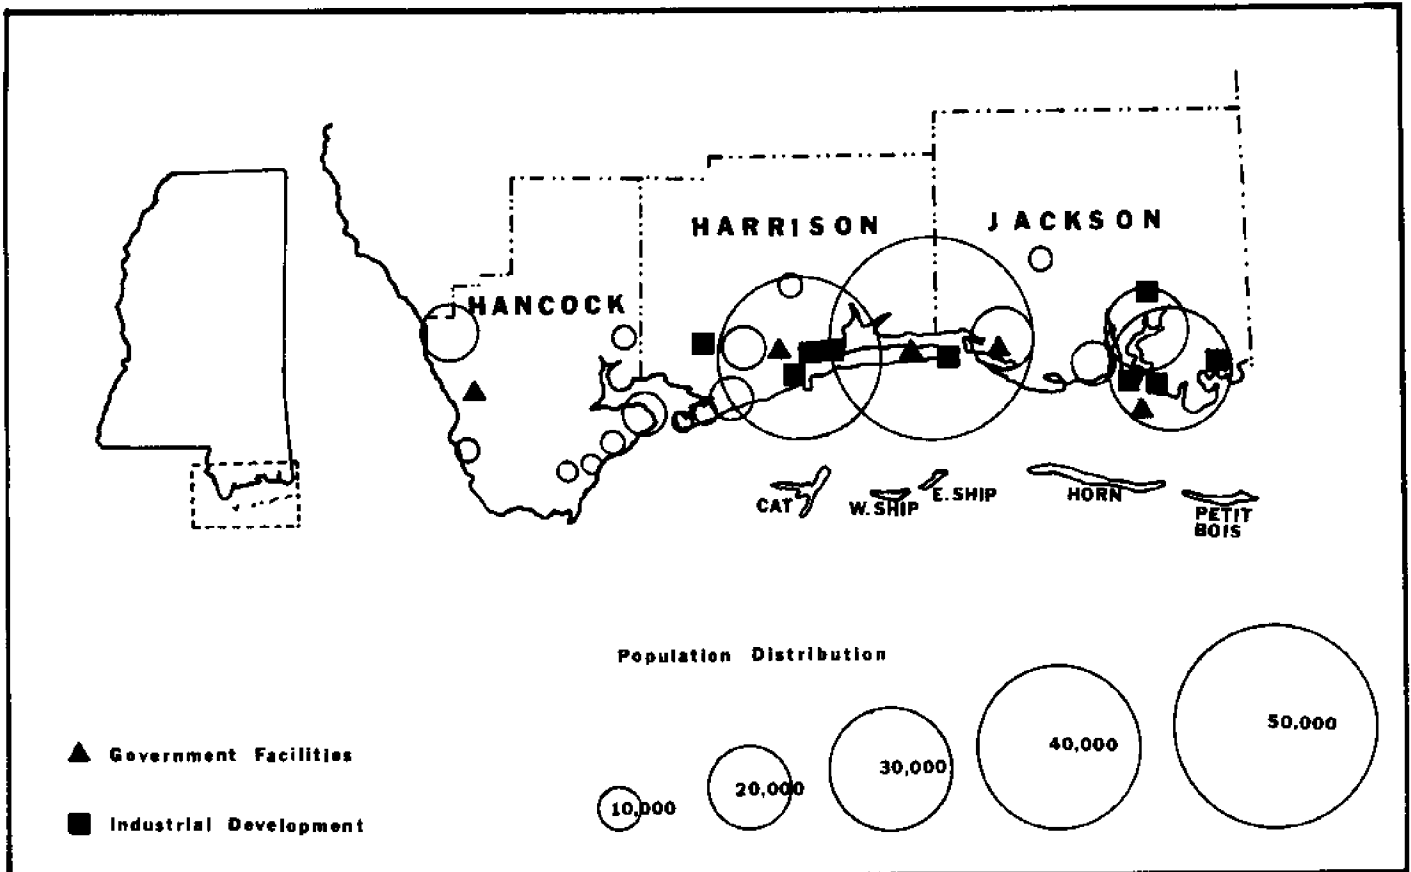 HARRISON
JACKSON
HANCOCK
CAT
W. SHIP
E. SHIP
HORN
PETIT
BOIS
Population Distribution
Government Facilities
Industrial Development
10,000
20,000
30,000
40,000
50,000